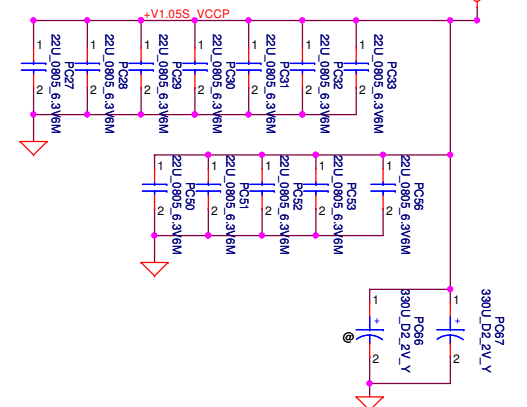 +V1.05S_VCCP
1 1 1 1 1 1 1
22U_0805_6.3V6M
PC27
22U_0805_6.3V6M
PC28
22U_0805_6.3V6M
PC29
22U_0805_6.3V6M
PC30
22U_0805_6.3V6M
PC31
22U_0805_6.3V6M
PC32
22U_0805_6.3V6M
PC33
2 2 2 2 2 2 2
1 1 1 1 1
22U_0805_6.3V6M
PC50
22U_0805_6.3V6M
PC51
22U_0805_6.3V6M
PC52
22U_0805_6.3V6M
PC53
22U_0805_6.3V6M
PC56
2 2 2 2 2
1 1
+ +
@
330U_D2_2V_Y
PC66
330U_D2_2V_Y
PC67
2 2